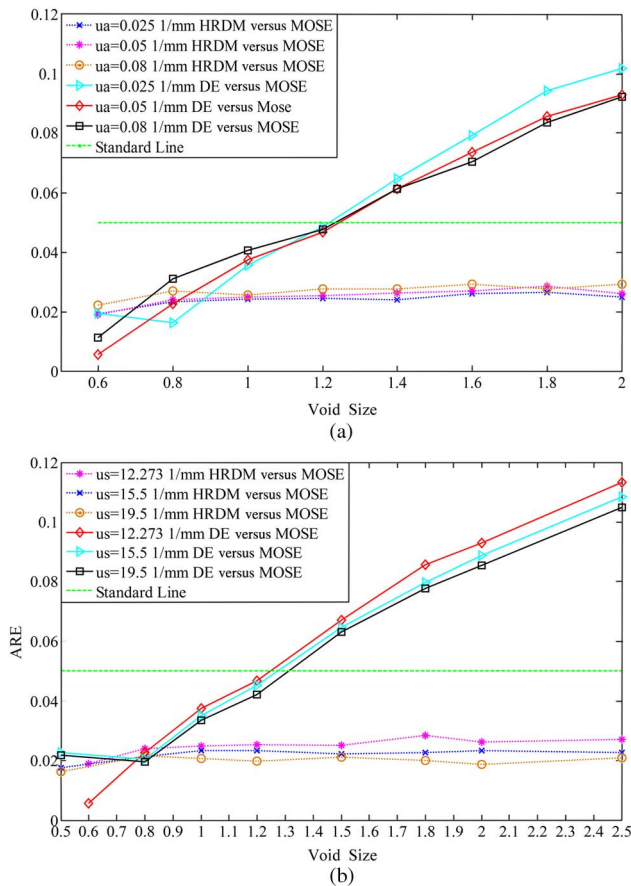 0.12
0.1
0.08
0.06
0.04
0.02
0
ua=0.025 1/mm HRDM versus MOSE
ua=0.05 1/mm HRDM versus MOSE
ua=0.08 1/mm HRDM versus MOSE
ua=0.025 1/mm DE versus MOSE
ua=0.05 1/mm DE versus Mose
ua=0.08 1/mm DE versus MOSE
Standard Line
0.6 0.8 1 1.2 1.4 1.6 1.8 2
Void Size
(a)
0.12
0.1
0.08
0.06
0.04
0.02
0
ARE
us=12.273 1/mm HRDM versus MOSE
us=15.5 1/mm HRDM versus MOSE
us=19.5 1/mm HRDM versus MOSE
us=12.273 1/mm DE versus MOSE
us=15.5 1/mm DE versus MOSE
us=19.5 1/mm DE versus MOSE
Standard Line
0.5 0.6 0.7 0.8 0.9 1 1.1 1.2 1.3 1.4 1.5 1.6 1.7 1.8 1.9 2 2.1 2.2 2.3 2.4 2.5
Void Size
(b)